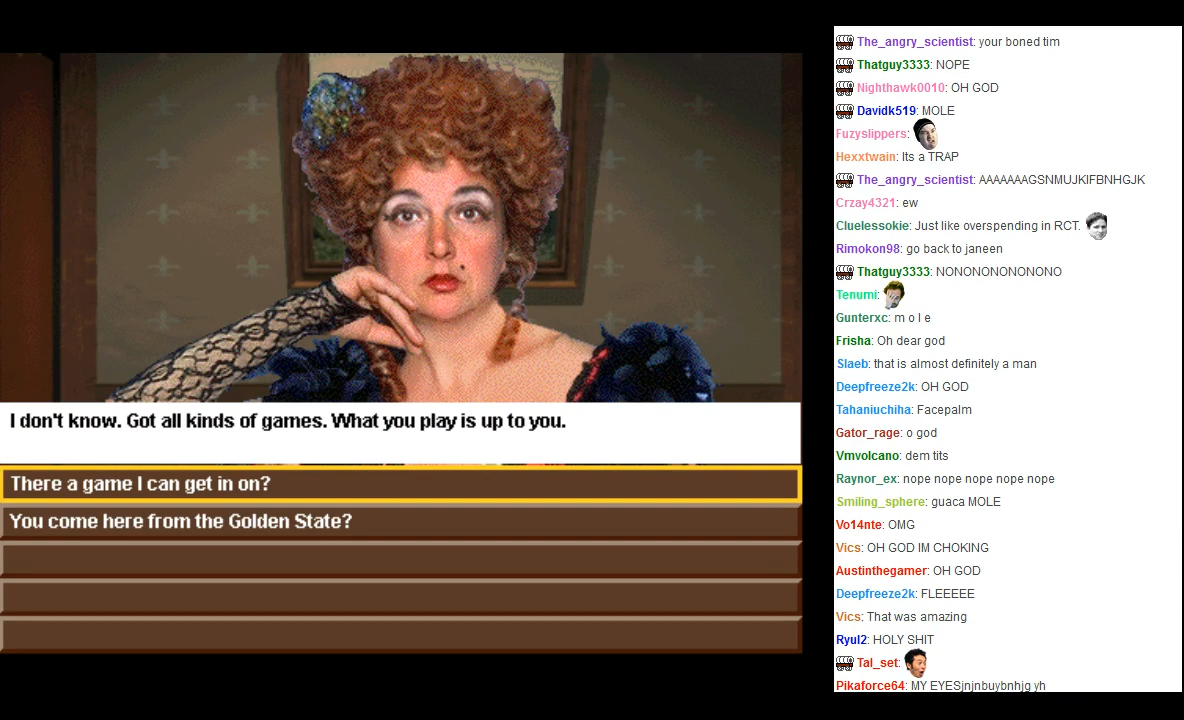 I don't know. Got all kinds of games. What you play is up to you.
There a game I can get in on?
You come here from the Golden State?
The_angry_scientist: your boned tim
Thatguy3333: NOPE
Nighthawk0010: OH GOD
Davidk519: MOLE
Fuzyslippers:
Hexxtwain: Its a TRAP
The_angry_scientist: AAAAAAAGSNMUJKIFBNHGJK
Crzay4321: ew
Cluelessokie: Just like overspending in RCT.
Rimokon98: go back to janeen
Thatguy3333: NONONONONONONO
Tenumi:
Gunterxc: m o l e
Frisha: Oh dear god
Slaeb: that is almost definitely a man
Deepfreeze2k: OH GOD
Tahaniuchiha: Facepalm
Gator_rage: o god
Vmvolcano: dem tits
Raynor_ex: nope nope nope nope nope
Smiling_sphere: guaca MOLE
Vo14nte: OMG
Vics: OH GOD IM CHOKING
Austinthegamer: OH GOD
Deepfreeze2k: FLEEEEE
Vics: That was amazing
Ryul2: HOLY SHIT
Tal_set:
Pikaforce64: MY EYESjnjnbuybnhjg yh